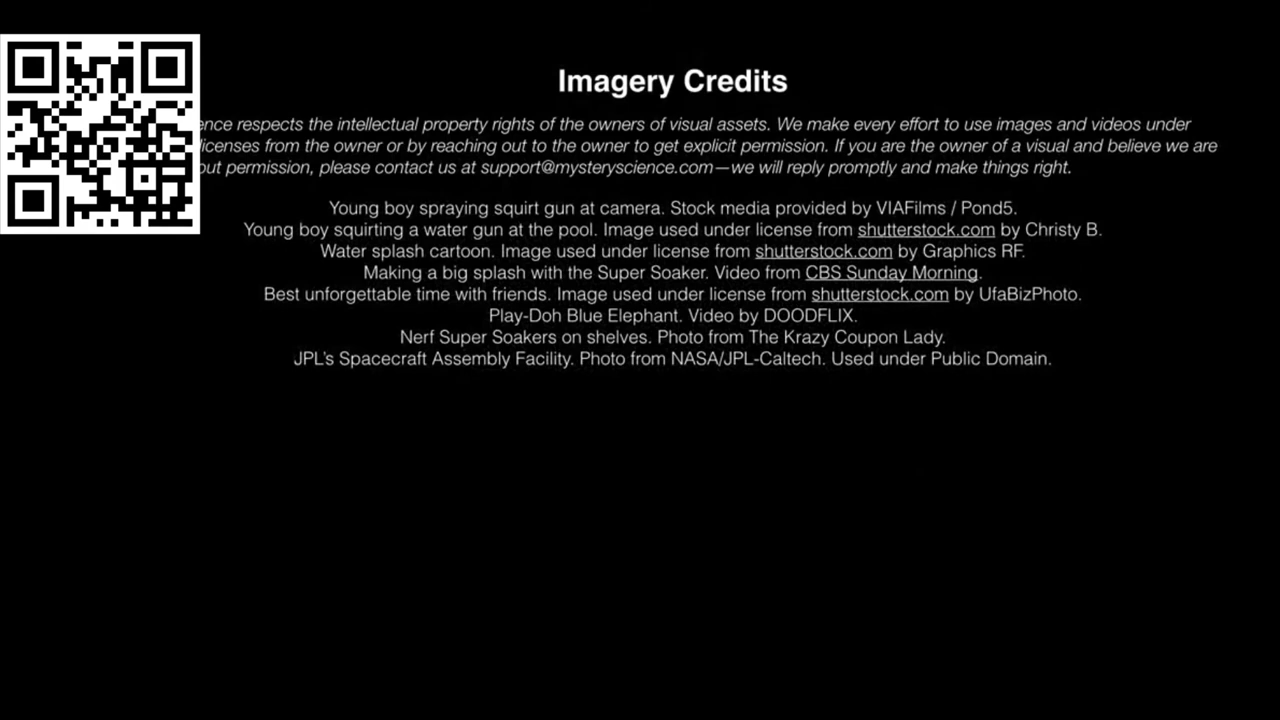 Imagery Credits
ence respects the intellectual property rights of the owners of visual assets. We make every effort to use images and videos under
licenses from the owner or by reaching out to the owner to get explicit permission. If you are the owner of a visual and believe we are
out permission, please contact us at support@mysteryscience.com—we will reply promptly and make things right.
Young boy spraying squirt gun at camera. Stock media provided by VIAFilms / Pond5.
Young boy squirting a water gun at the pool. Image used under license from shutterstock.com by Christy B.
Water splash cartoon. Image used under license from shutterstock.com by Graphics RF.
Making a big splash with the Super Soaker. Video from CBS Sunday Morning.
Best unforgettable time with friends. Image used under license from shutterstock.com by UfaBizPhoto.
Play-Doh Blue Elephant. Video by DOODFLIX.
Nerf Super Soakers on shelves. Photo from The Krazy Coupon Lady.
JPL's Spacecraft Assembly Facility. Photo from NASA/JPL-Caltech. Used under Public Domain.